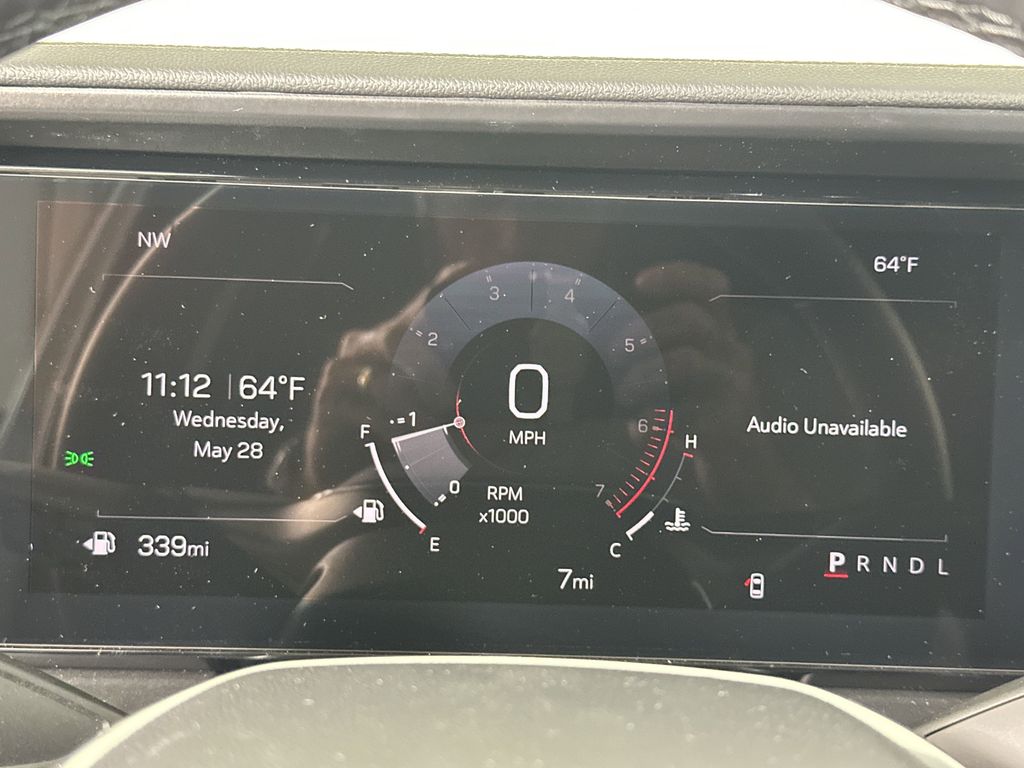 NW
64°F
11:12 | 64°F
Wednesday,
May 28
339mi
F
E
0
1
2
3
4
5
6
7
0
MPH
RPM
x1000
7mi
H
C
Audio Unavailable
P R N D L